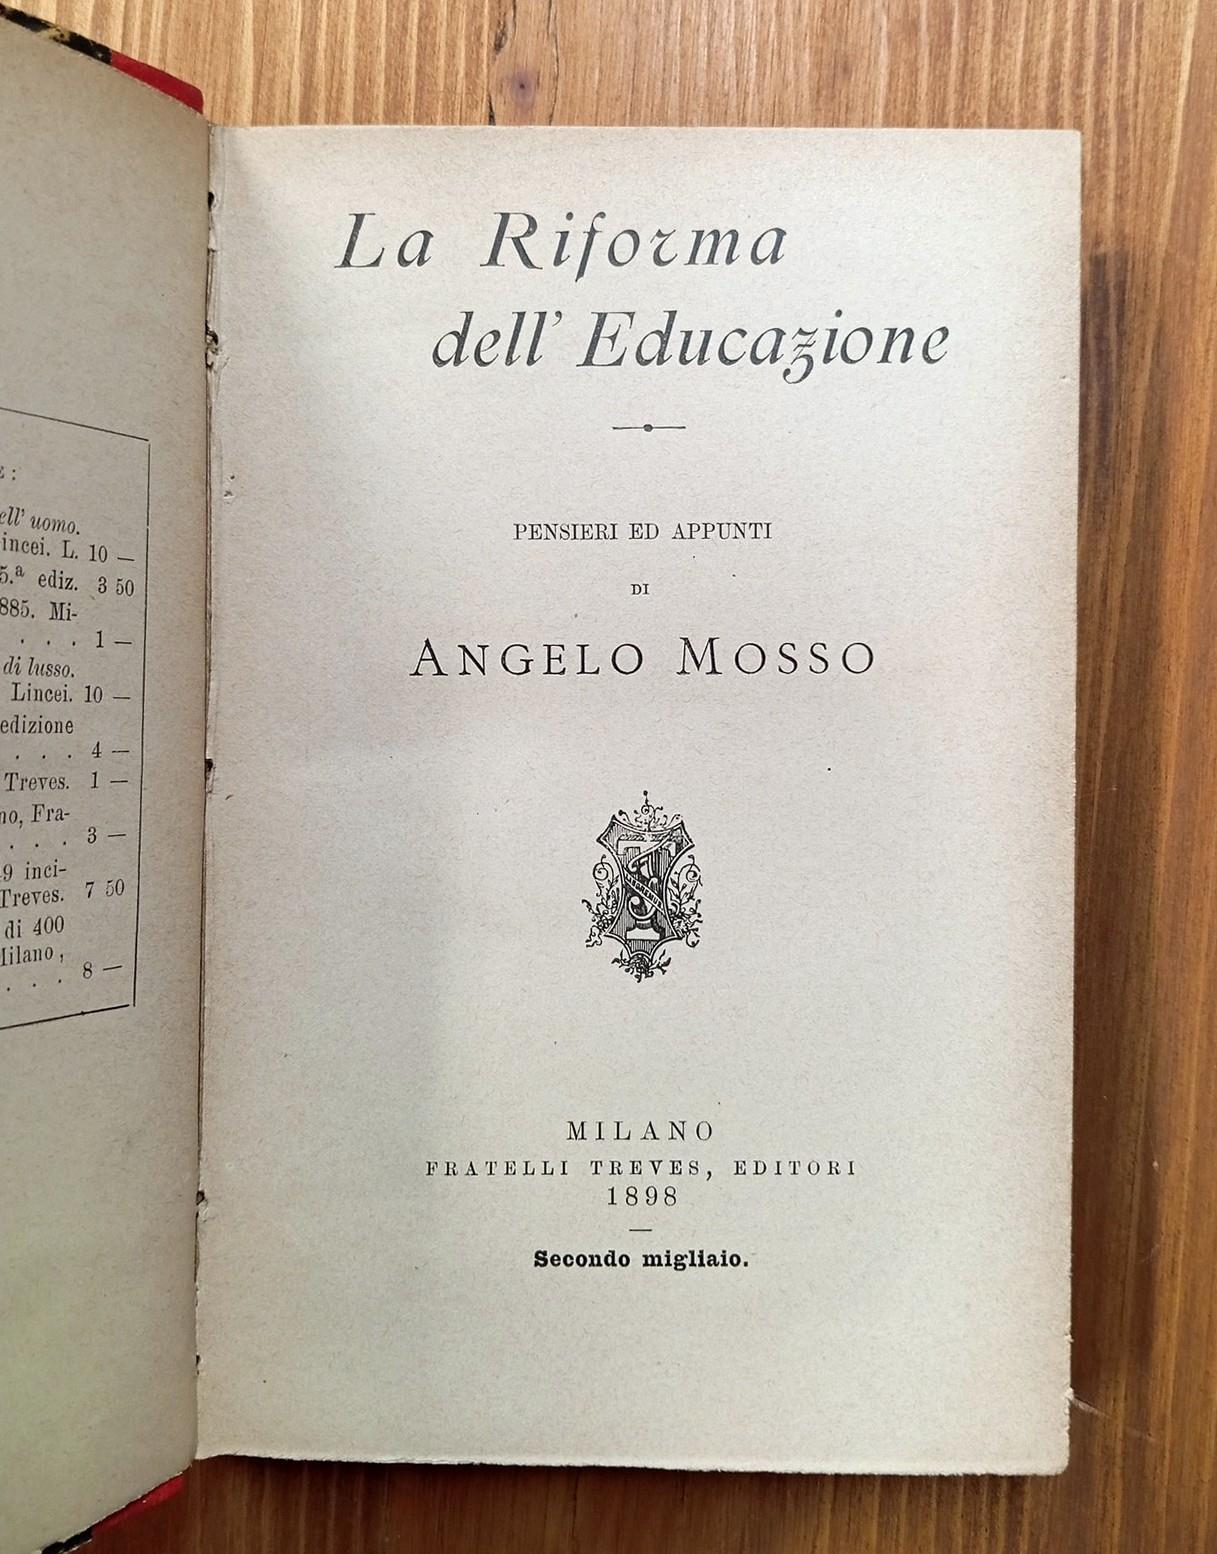 E:
ell' uomo.
incei. L. 10 —
5.ª ediz. 3 50
885. Mi-
. . . 1 —
di lusso.
Lincei. 10 —
edizione
. . . 4 —
Treves. 1 —
no, Fra-
. . . 3 —
9 inci-
Treves. 7 50
di 400
Milano,
. . . 8 —
La Riforma
dell' Educazione
PENSIERI ED APPUNTI
DI
ANGELO MOSSO
MILANO
FRATELLI TREVES, EDITORI
1898
Secondo migliaio.